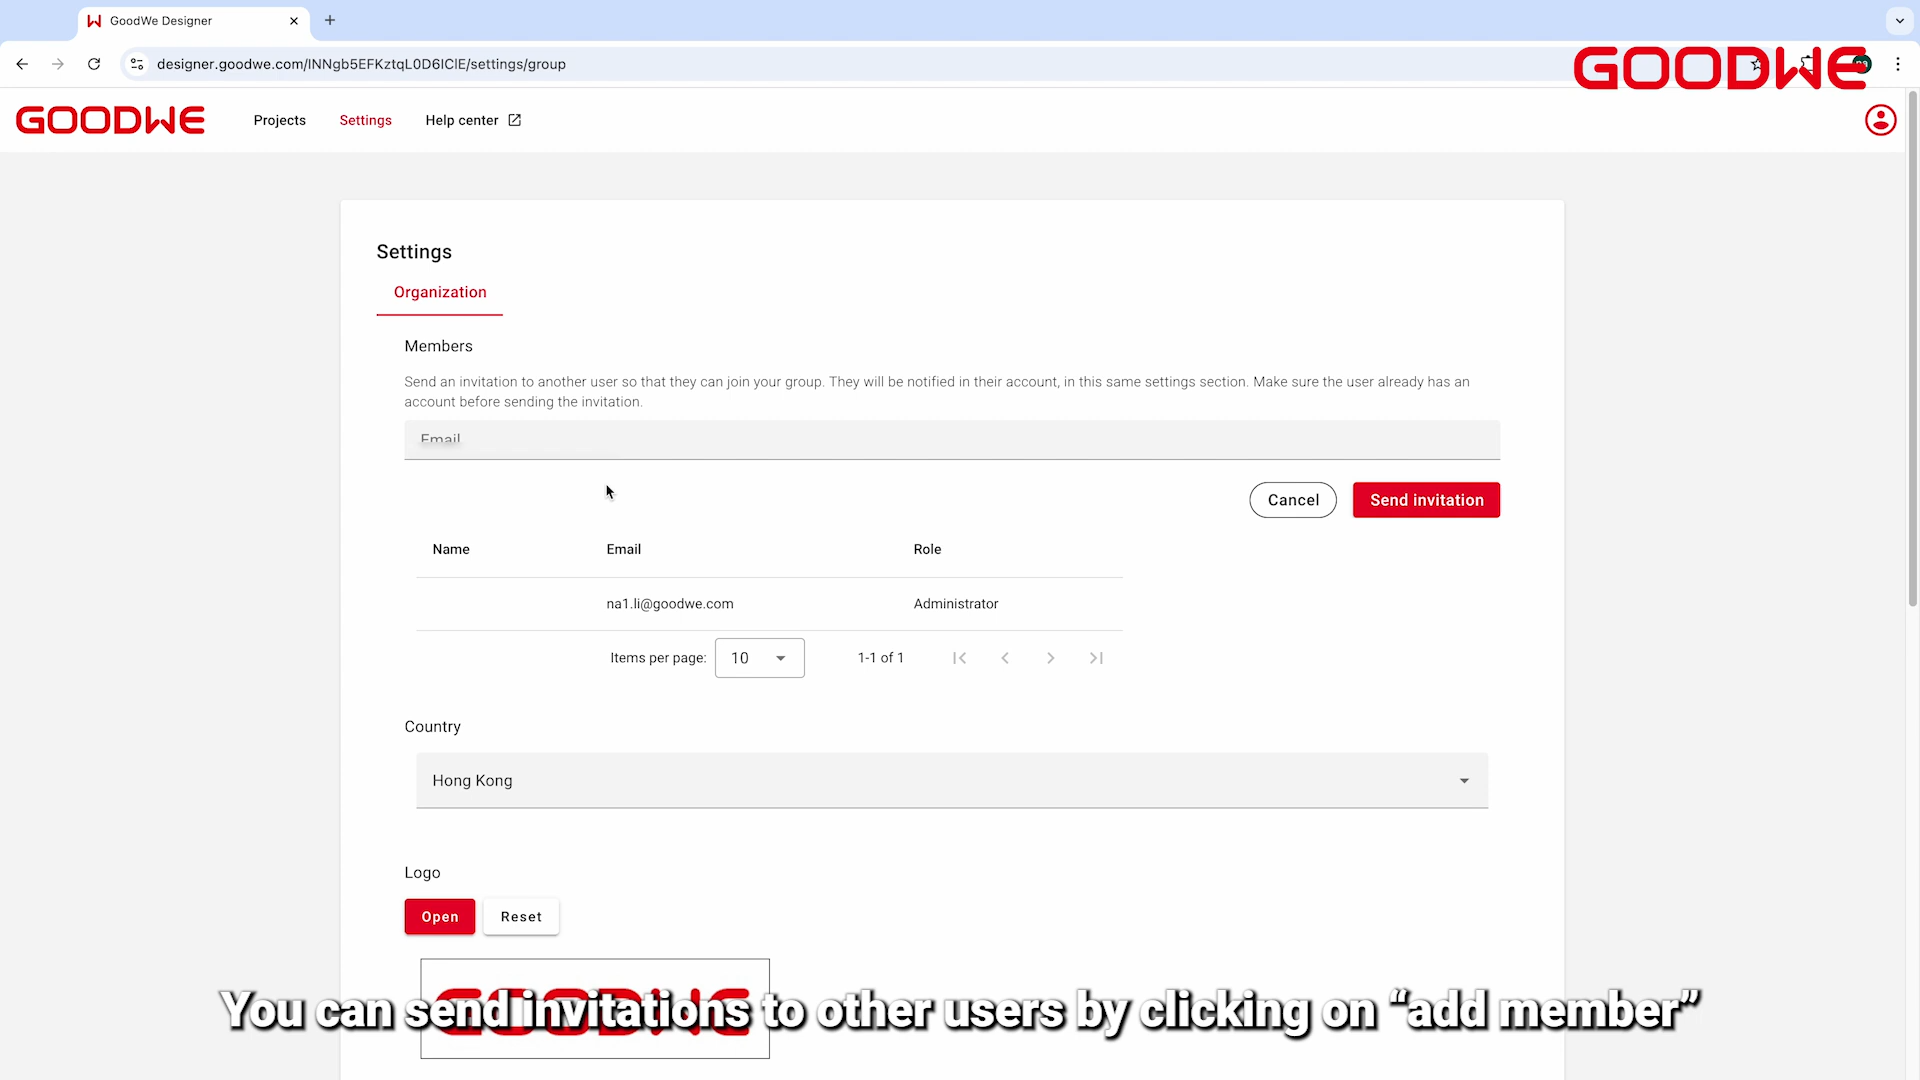 GoodWe Designer
designer.goodwe.com/INNgb5EFKztqL0D6ICIE/settings/group
GOODWE
GOODWE
Projects
Settings
Help center
Settings
Organization
Members
Send an invitation to another user so that they can join your group. They will be notified in their account, in this same settings section. Make sure the user already has an
account before sending the invitation.
Email
Cancel
Send invitation
Name
Email
Role
na1.li@goodwe.com
Administrator
Items per page:
10
1-1 of 1
Country
Hong Kong
Logo
Open
Reset
GOODWE
You can send invitations to other users by clicking on “add member”